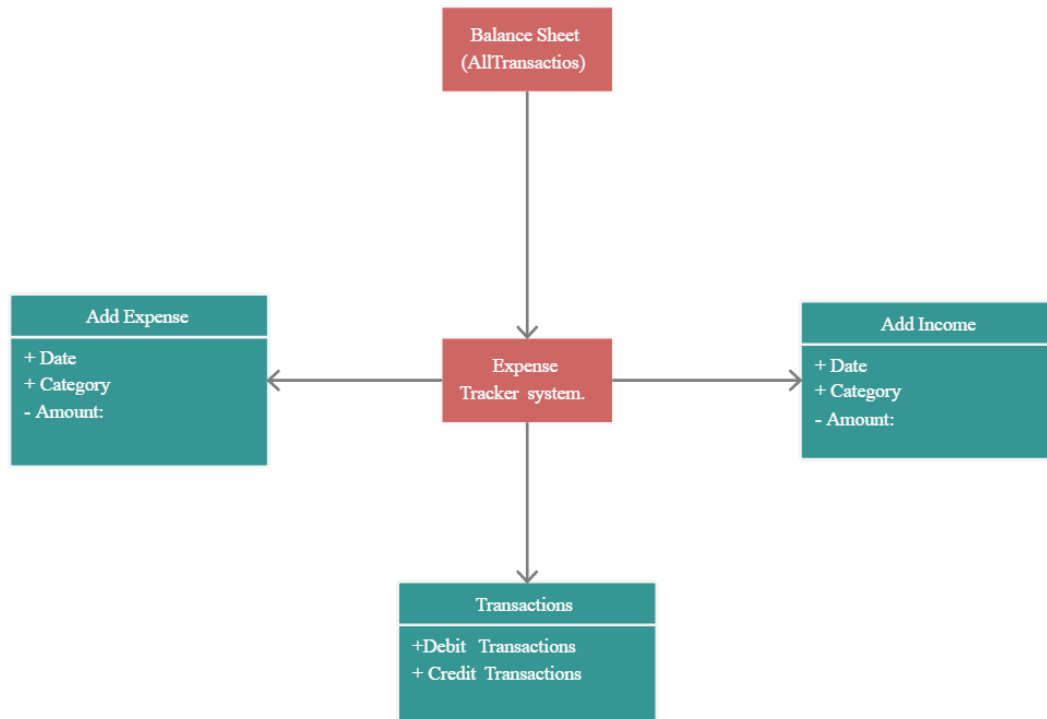 Balance Sheet
(AllTransactios)
Add Expense
+ Date
+ Category
- Amount:
Expense
Tracker system.
Add Income
+ Date
+ Category
- Amount:
Transactions
+Debit Transactions
+ Credit Transactions